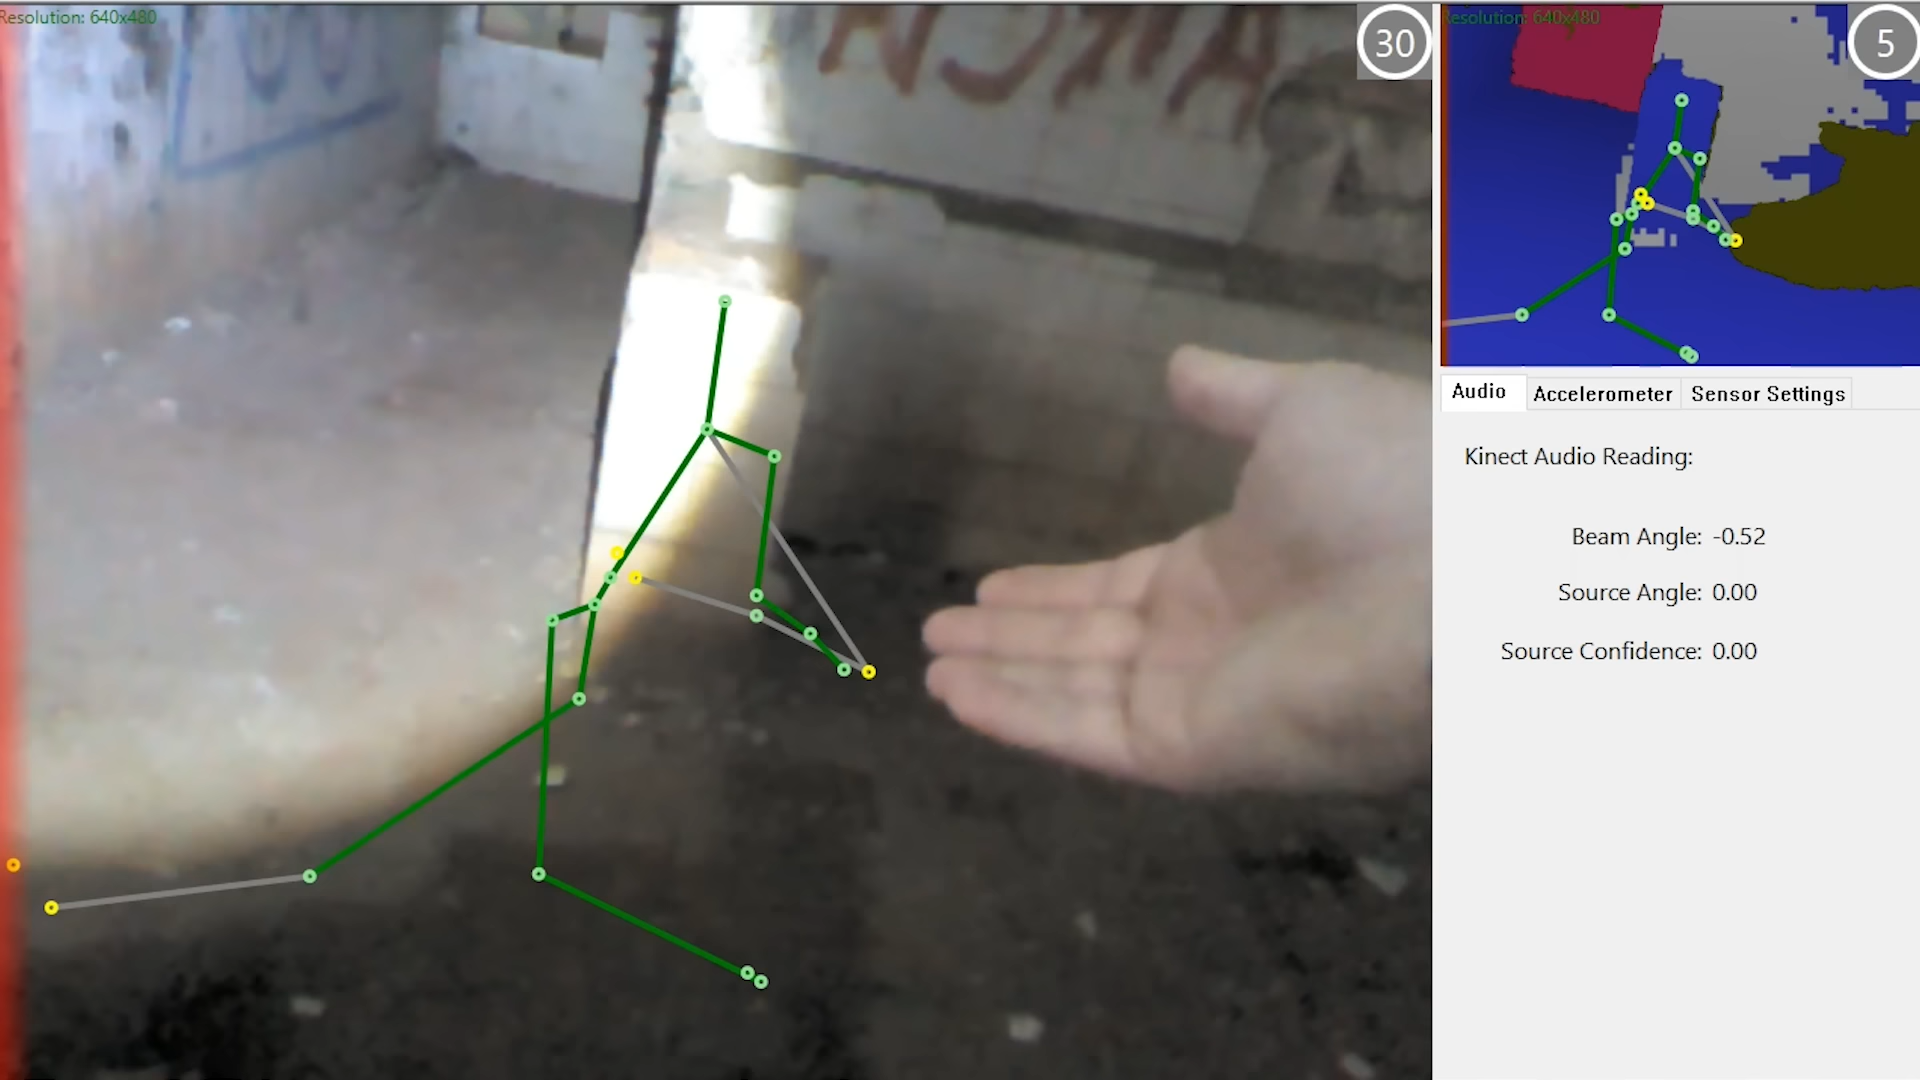 Resolution: 640x480
30
Resolution: 640x480
5
Audio
Accelerometer
Sensor Settings
Kinect Audio Reading:
Beam Angle: -0.52
Source Angle: 0.00
Source Confidence: 0.00